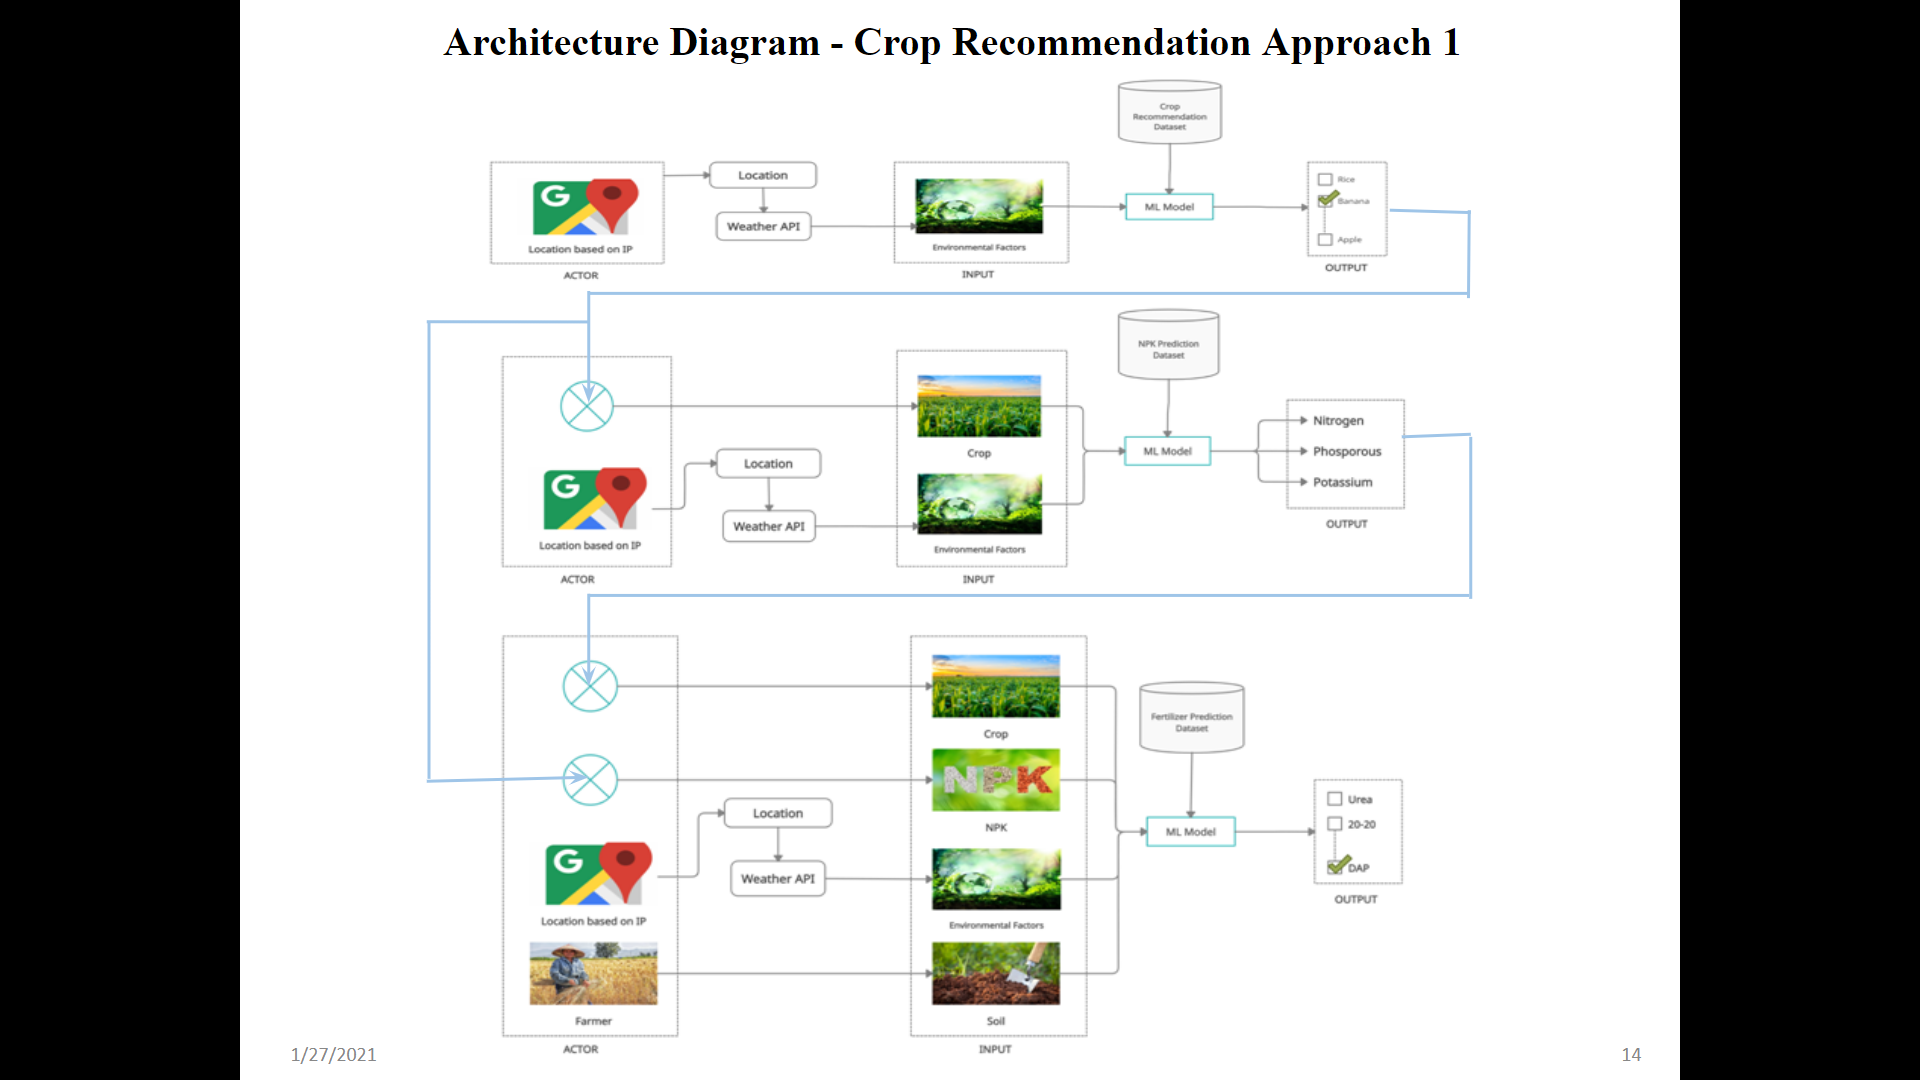 Architecture Diagram - Crop Recommendation Approach 1
Crop
Recommendation
Dataset
G
Location based on IP
ACTOR
Location
Weather API
Environmental Factors
INPUT
ML Model
Rice
Banana
Apple
OUTPUT
NPK Prediction
Dataset
G
Location based on IP
ACTOR
Location
Weather API
Crop
Environmental Factors
INPUT
ML Model
Nitrogen
Phosporous
Potassium
OUTPUT
Fertilizer Prediction
Dataset
G
Location based on IP
Farmer
ACTOR
Location
Weather API
Crop
NPK
NPK
Environmental Factors
Soil
INPUT
ML Model
Urea
20-20
DAP
OUTPUT
1/27/2021
14